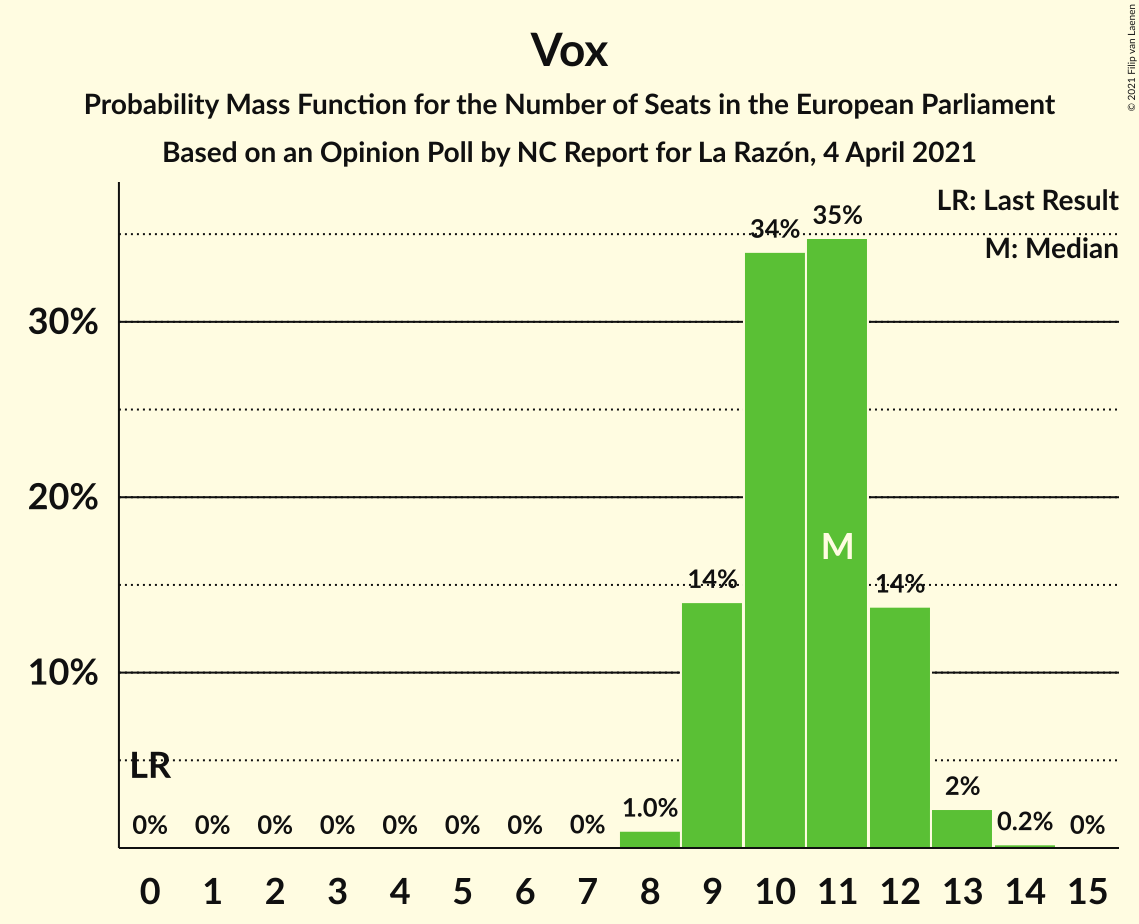 © 2021 Filip van Laenen
Vox
Probability Mass Function for the Number of Seats in the European Parliament
Based on an Opinion Poll by NC Report for La Razón, 4 April 2021
LR: Last Result
M: Median
30%
20%
10%
LR
M
0% 0% 0% 0% 0% 0% 0% 0% 1.0% 14% 34% 35% 14% 2% 0.2% 0%
0 1 2 3 4 5 6 7 8 9 10 11 12 13 14 15